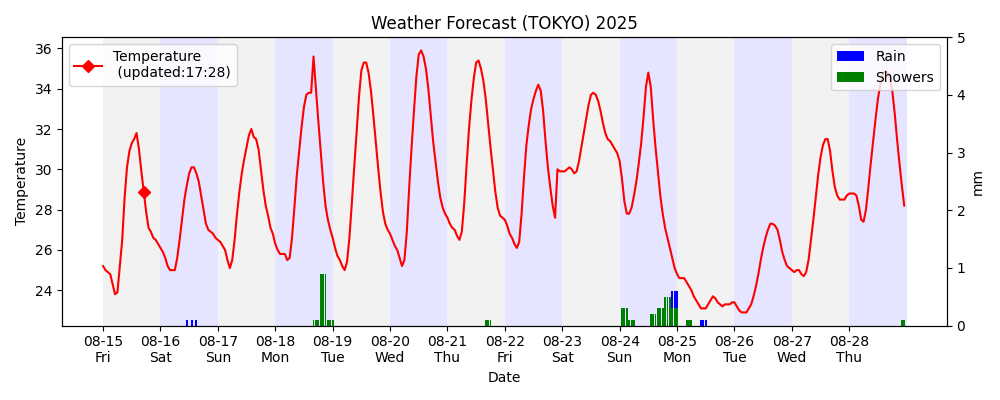 Weather Forecast (TOKYO) 2025
Temperature
(updated:17:28)
Rain
Showers
36
34
32
30
28
26
24
Temperature
5
4
3
2
1
0
mm
08-15 08-16 08-17 08-18 08-19 08-20 08-21 08-22 08-23 08-24 08-25 08-26 08-27 08-28
Fri Sat Sun Mon Tue Wed Thu Fri Sat Sun Mon Tue Wed Thu
Date